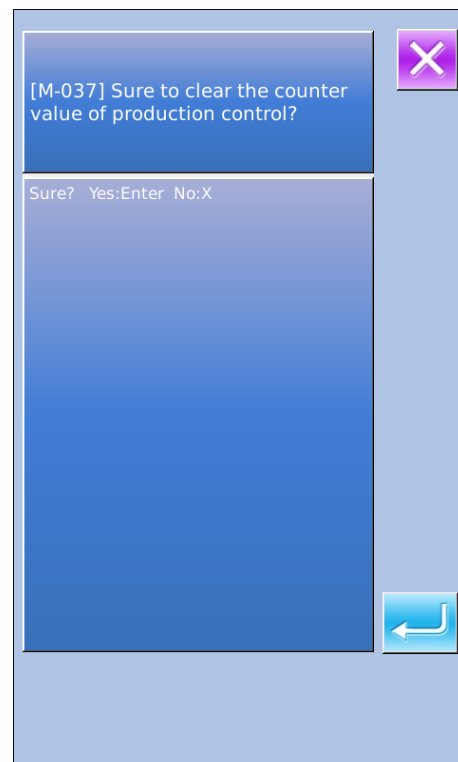 [M-037] Sure to clear the counter
value of production control?
Sure?  Yes:Enter  No:X